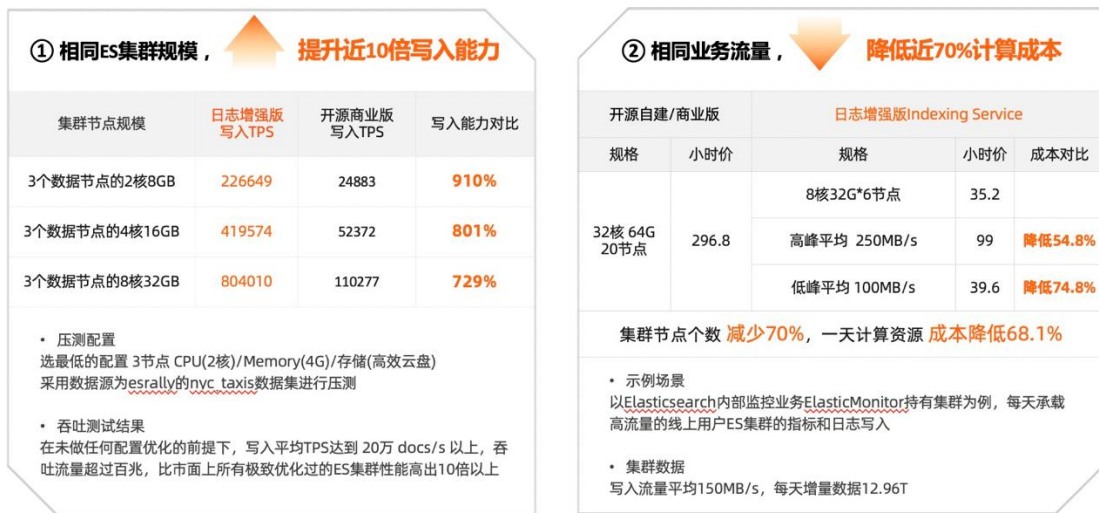 ① 相同ES集群规模， 提升近10倍写入能力
集群节点规模 日志增强版 写入TPS 开源商业版 写入TPS 写入能力对比
3个数据节点的2核8GB 226649 24883 910%
3个数据节点的4核16GB 419574 52372 801%
3个数据节点的8核32GB 804010 110277 729%
• 压测配置
选最低的配置 3节点 CPU(2核)/Memory(4G)/存储(高效云盘)
采用数据源为esrally的nyc_taxis数据集进行压测
• 吞吐测试结果
在未做任何配置优化的前提下，写入平均TPS达到 20万 docs/s 以上，吞
吐流量超过百兆，比市面上所有极致优化过的ES集群性能高出10倍以上
② 相同业务流量， 降低近70%计算成本
开源自建/商业版 日志增强版Indexing Service
规格 小时价 规格 小时价 成本对比
32核 64G 20节点 296.8 8核32G*6节点 35.2
高峰平均 250MB/s 99 降低54.8%
低峰平均 100MB/s 39.6 降低74.8%
集群节点个数 减少70%，一天计算资源 成本降低68.1%
• 示例场景
以Elasticsearch内部监控业务ElasticMonitor持有集群为例，每天承载
高流量的线上用户ES集群的指标和日志写入
• 集群数据
写入流量平均150MB/s，每天增量数据12.96T